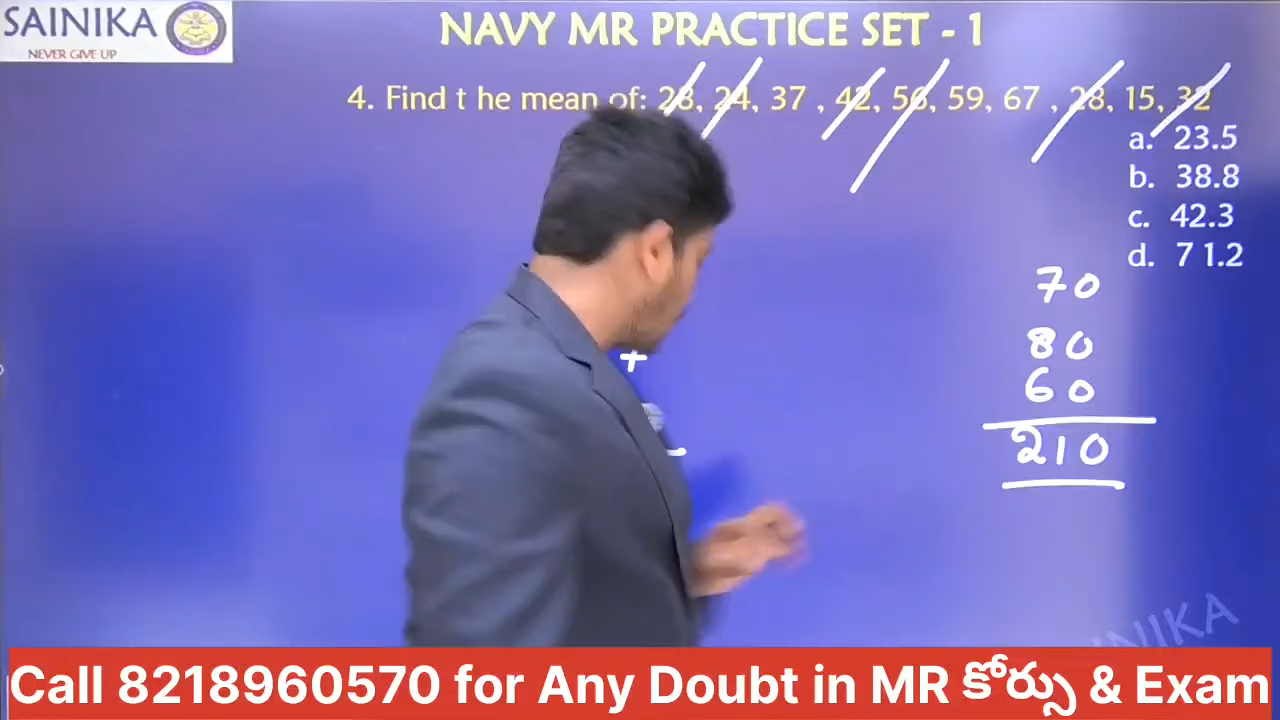 SAINIKA
NEVER GIVE UP
NAVY MR PRACTICE SET - 1
4. Find t he mean of: 28, 24, 37 , 42, 56, 59, 67 , 28, 15, 32
a. 23.5
b. 38.8
c. 42.3
d. 7 1.2
70
80
60
210
+
Call 8218960570 for Any Doubt in MR కోర్సు & Exam